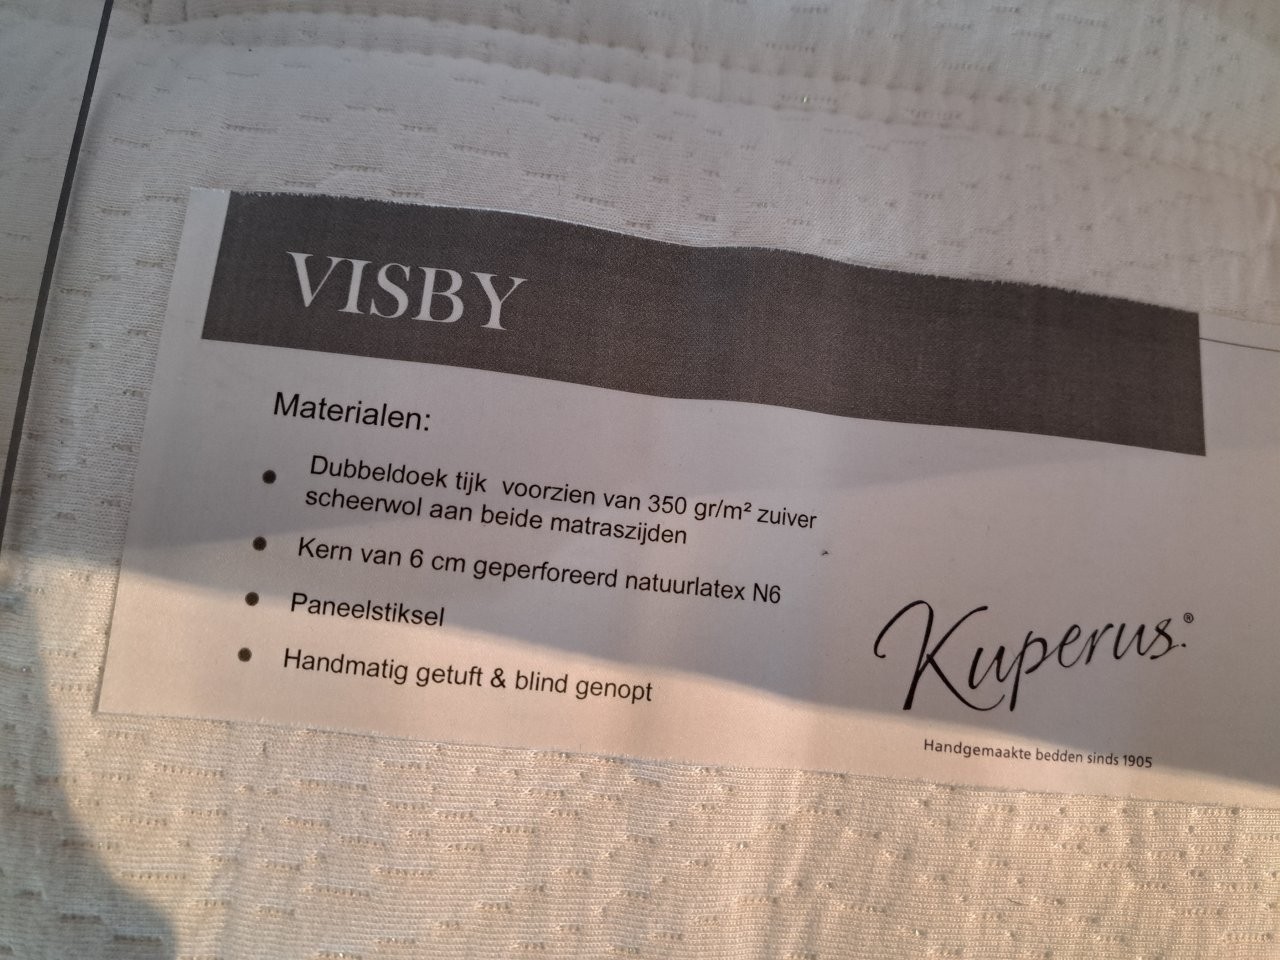 VISBY
Materialen:
• Dubbeldoek tijk voorzien van 350 gr/m² zuiver
scheerwol aan beide matraszijden
• Kern van 6 cm geperforeerd natuurlatex N6
• Paneelstiksel
• Handmatig getuft & blind genopt
Kuperus.®
Handgemaakte bedden sinds 1905